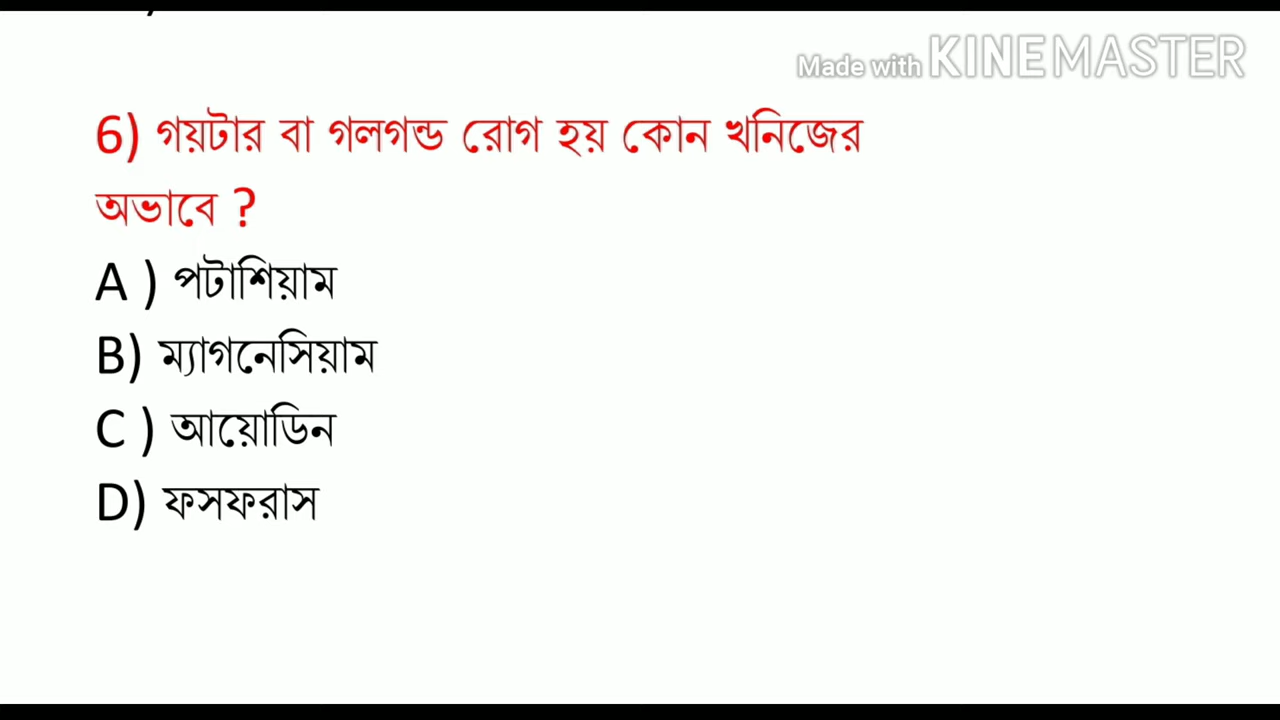 Made with KINEMASTER
6) গয়টার বা গলগন্ড রোগ হয় কোন খনিজের
অভাবে ?
A ) পটাশিয়াম
B) ম্যাগনেসিয়াম
C ) আয়োডিন
D) ফসফরাস